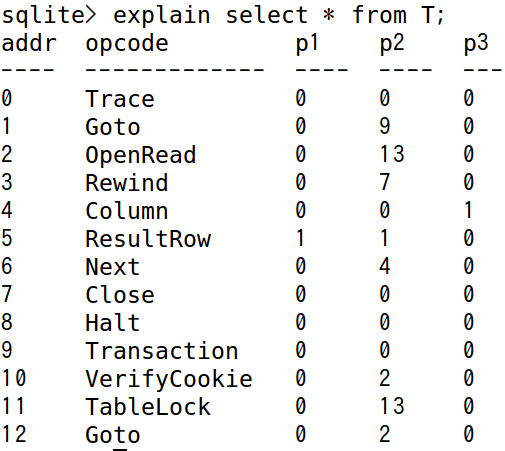 sqlite> explain select * from T;
addr opcode p1 p2 p3
---- ------------- ---- ---- ---
0 Trace 0 0 0
1 Goto 0 9 0
2 OpenRead 0 13 0
3 Rewind 0 7 0
4 Column 0 0 1
5 ResultRow 1 1 0
6 Next 0 4 0
7 Close 0 0 0
8 Halt 0 0 0
9 Transaction 0 0 0
10 VerifyCookie 0 2 0
11 TableLock 0 13 0
12 Goto 0 2 0